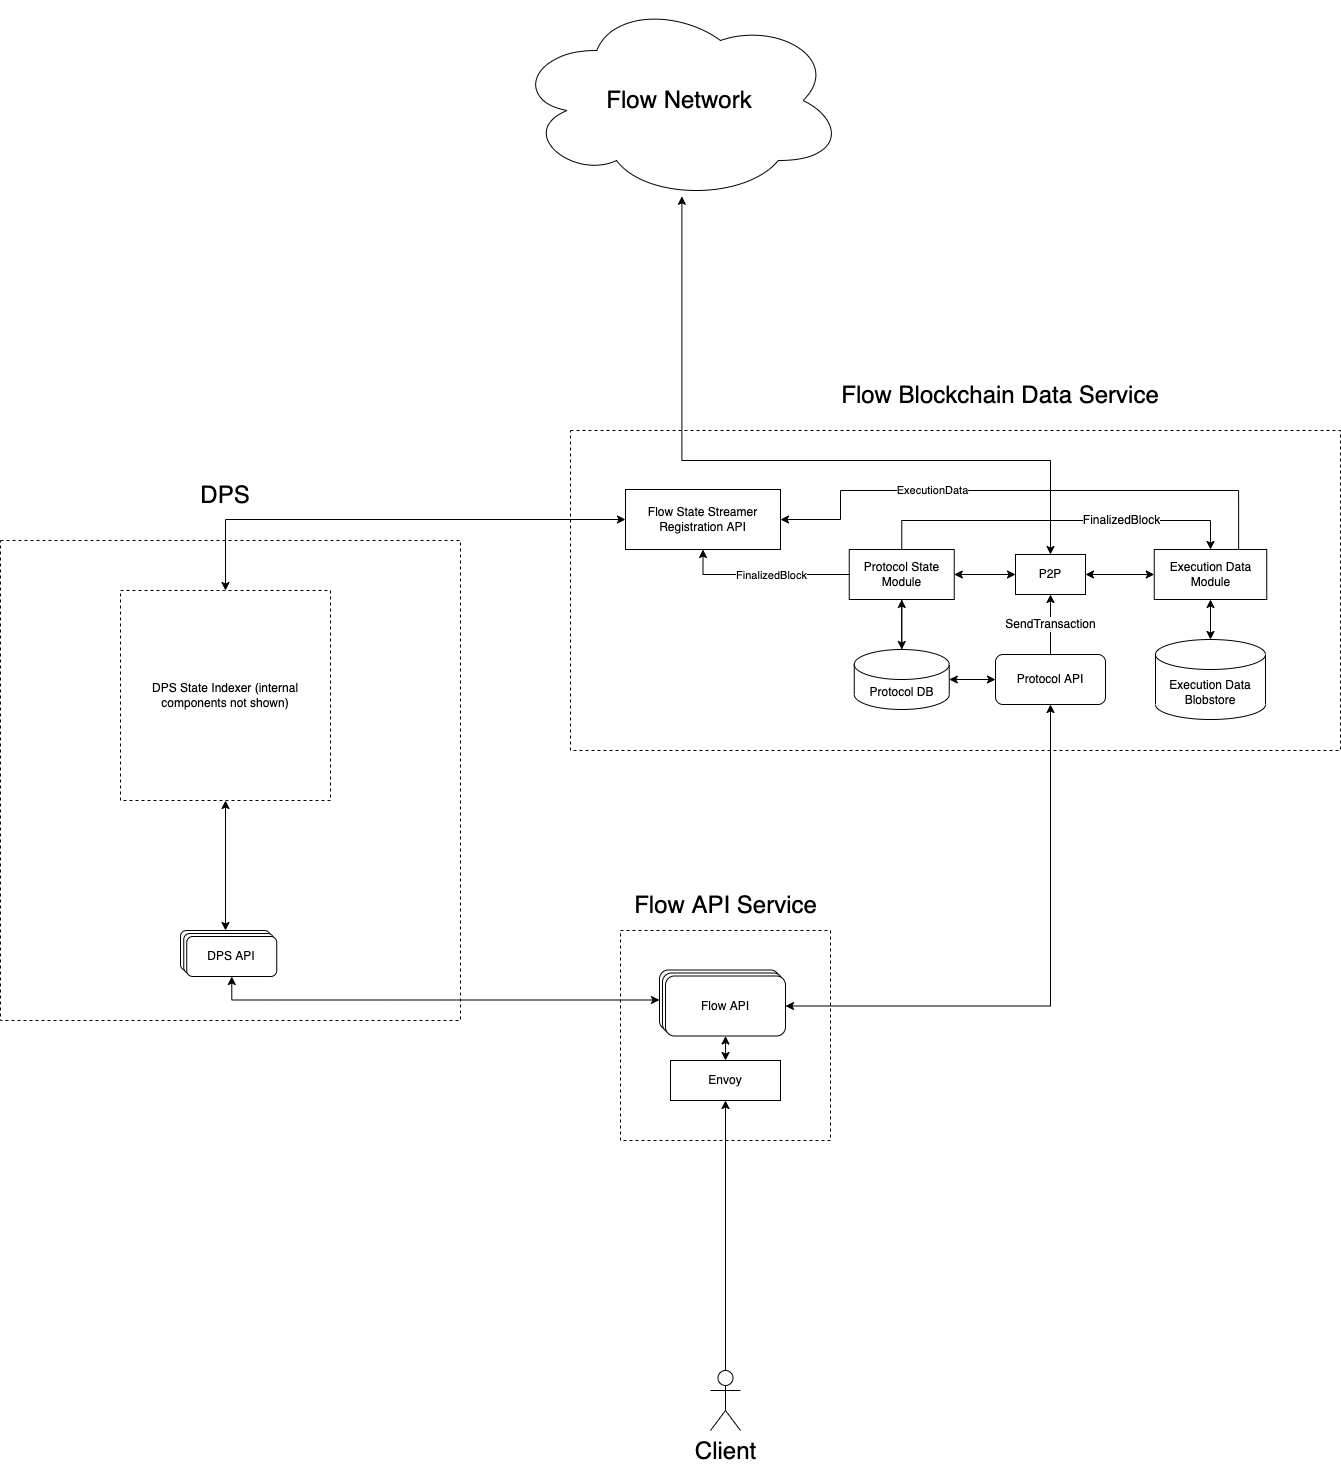 Flow Network
Flow Blockchain Data Service
DPS
ExecutionData
Flow State Streamer
Registration API
FinalizedBlock
FinalizedBlock
Protocol State
Module
P2P
Execution Data
Module
SendTransaction
Protocol DB
Protocol API
Execution Data
Blobstore
DPS State Indexer (internal
components not shown)
Flow API Service
DPS API
Flow API
Envoy
Client